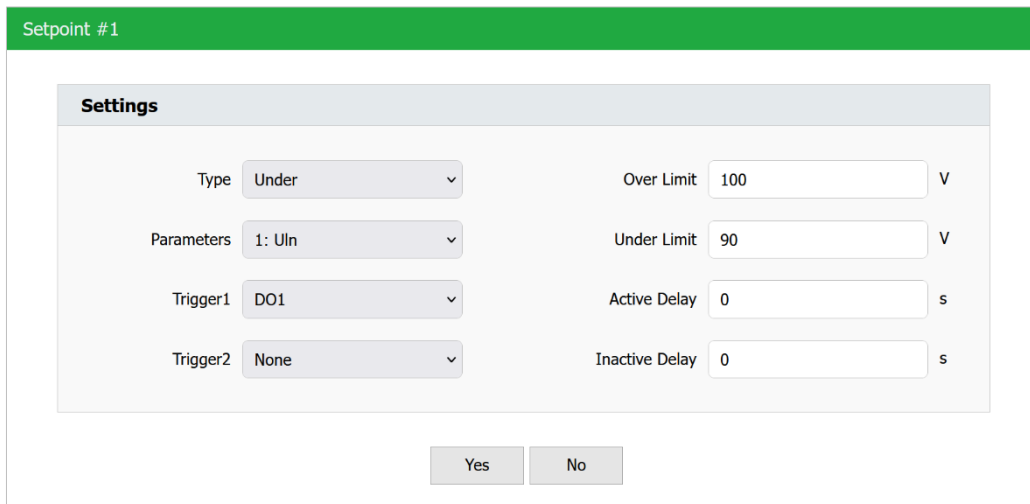 Setpoint #1
Settings
Type Under Over Limit 100 V
Parameters 1: Uln Under Limit 90 V
Trigger1 DO1 Active Delay 0 s
Trigger2 None Inactive Delay 0 s
Yes No